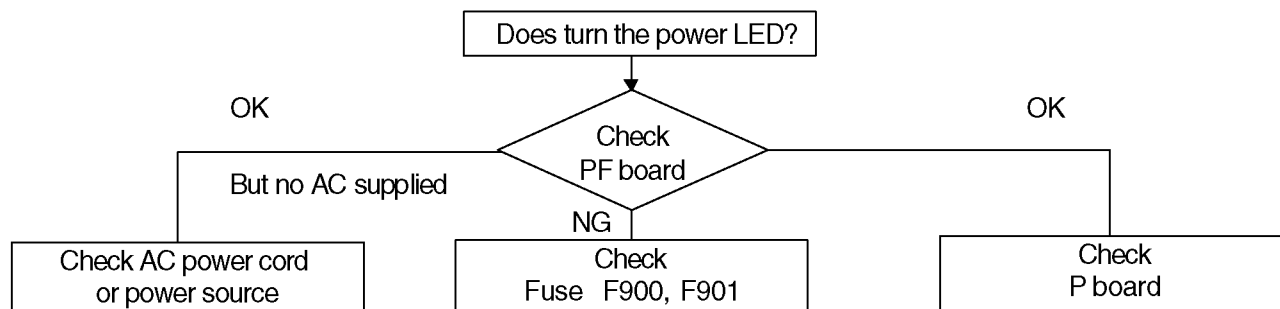 Does turn the power LED?
OK
OK
Check
PF board
But no AC supplied
NG
Check AC power cord
or power source
Check
Fuse F900, F901
Check
P board